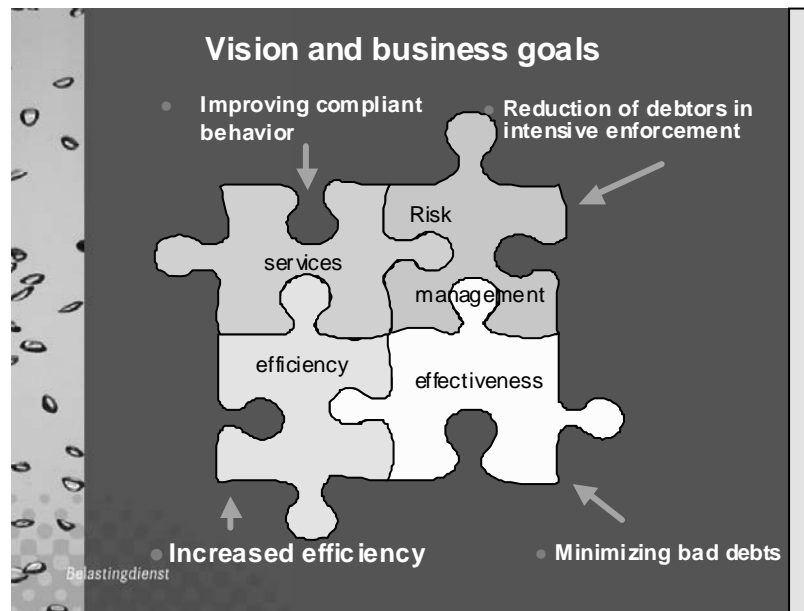 Vision and business goals
Improving compliant
behavior
Reduction of debtors in
intensive enforcement
Risk
services
management
efficiency
effectiveness
Increased efficiency
Minimizing bad debts
Belastingdienst